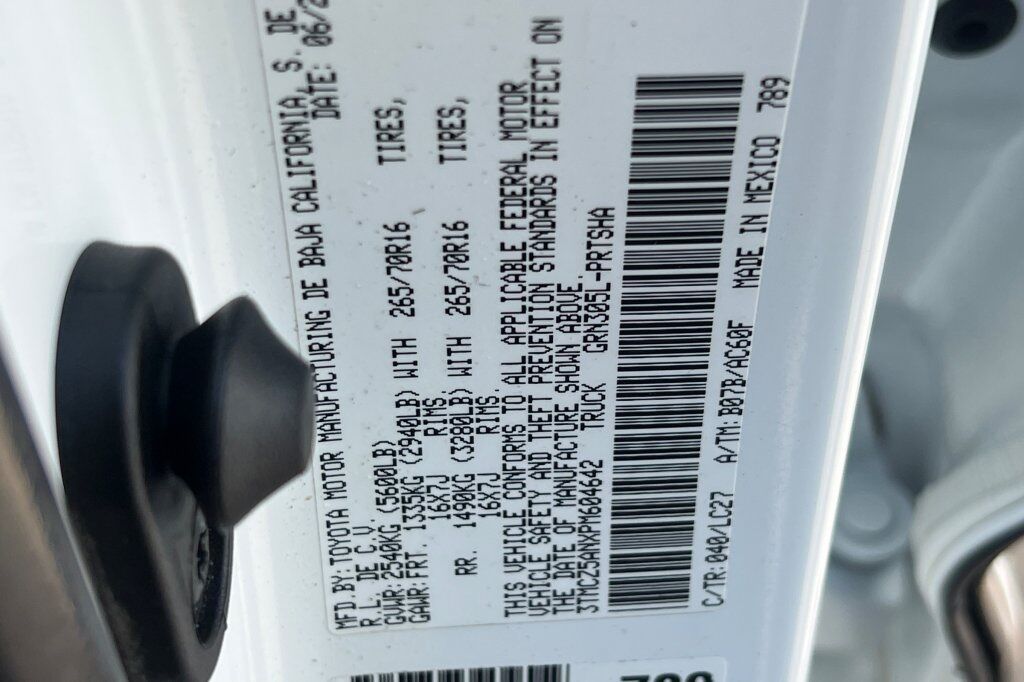 MFD.BY:TOYOTA MOTOR MANUFACTURING DE BAJA CALIFORNIA, S. DE
R.L. DE C.V. DATE: 06/2
GVWR:2540KG (5600LB)
GAWR:FRT. 1335KG (2940LB) WITH 265/70R16 TIRES,
16X7J RIMS.
RR. 1490KG (3280LB) WITH 265/70R16 TIRES,
16X7J RIMS.
THIS VEHICLE CONFORMS TO ALL APPLICABLE FEDERAL MOTOR
VEHICLE SAFETY AND THEFT PREVENTION STANDARDS IN EFFECT ON
THE DATE OF MANUFACTURE SHOWN ABOVE.
3TMCZ5ANXPM604642 TRUCK GRN305L-PRTSHA
C/TR:040/LC27 A/TM:B07B/AC60F MADE IN MEXICO 789